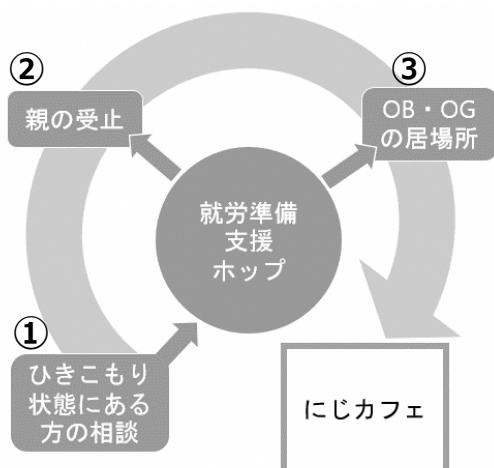 ②
親の受止
③
OB・OG
の居場所
就労準備
支援
ホップ
①
ひきこもり
状態にある
方の相談
にじカフェ